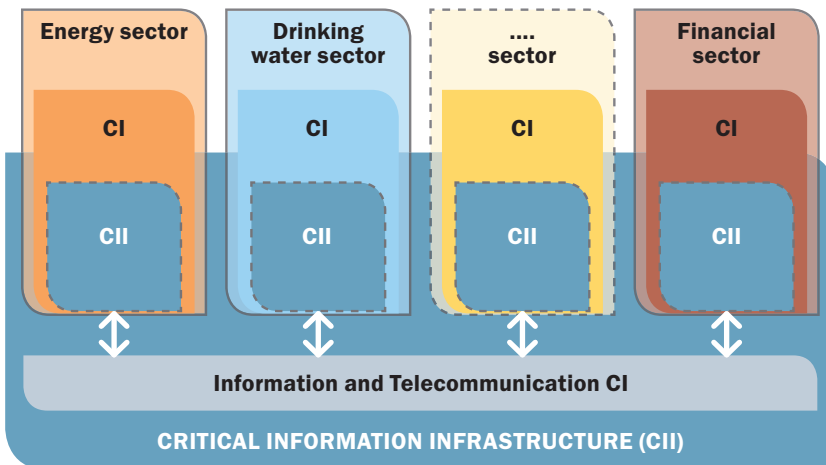 Energy sector
Drinking
water sector
....
sector
Financial
sector
CI
CI
CI
CI
CII
CII
CII
CII
Information and Telecommunication CI
CRITICAL INFORMATION INFRASTRUCTURE (CII)